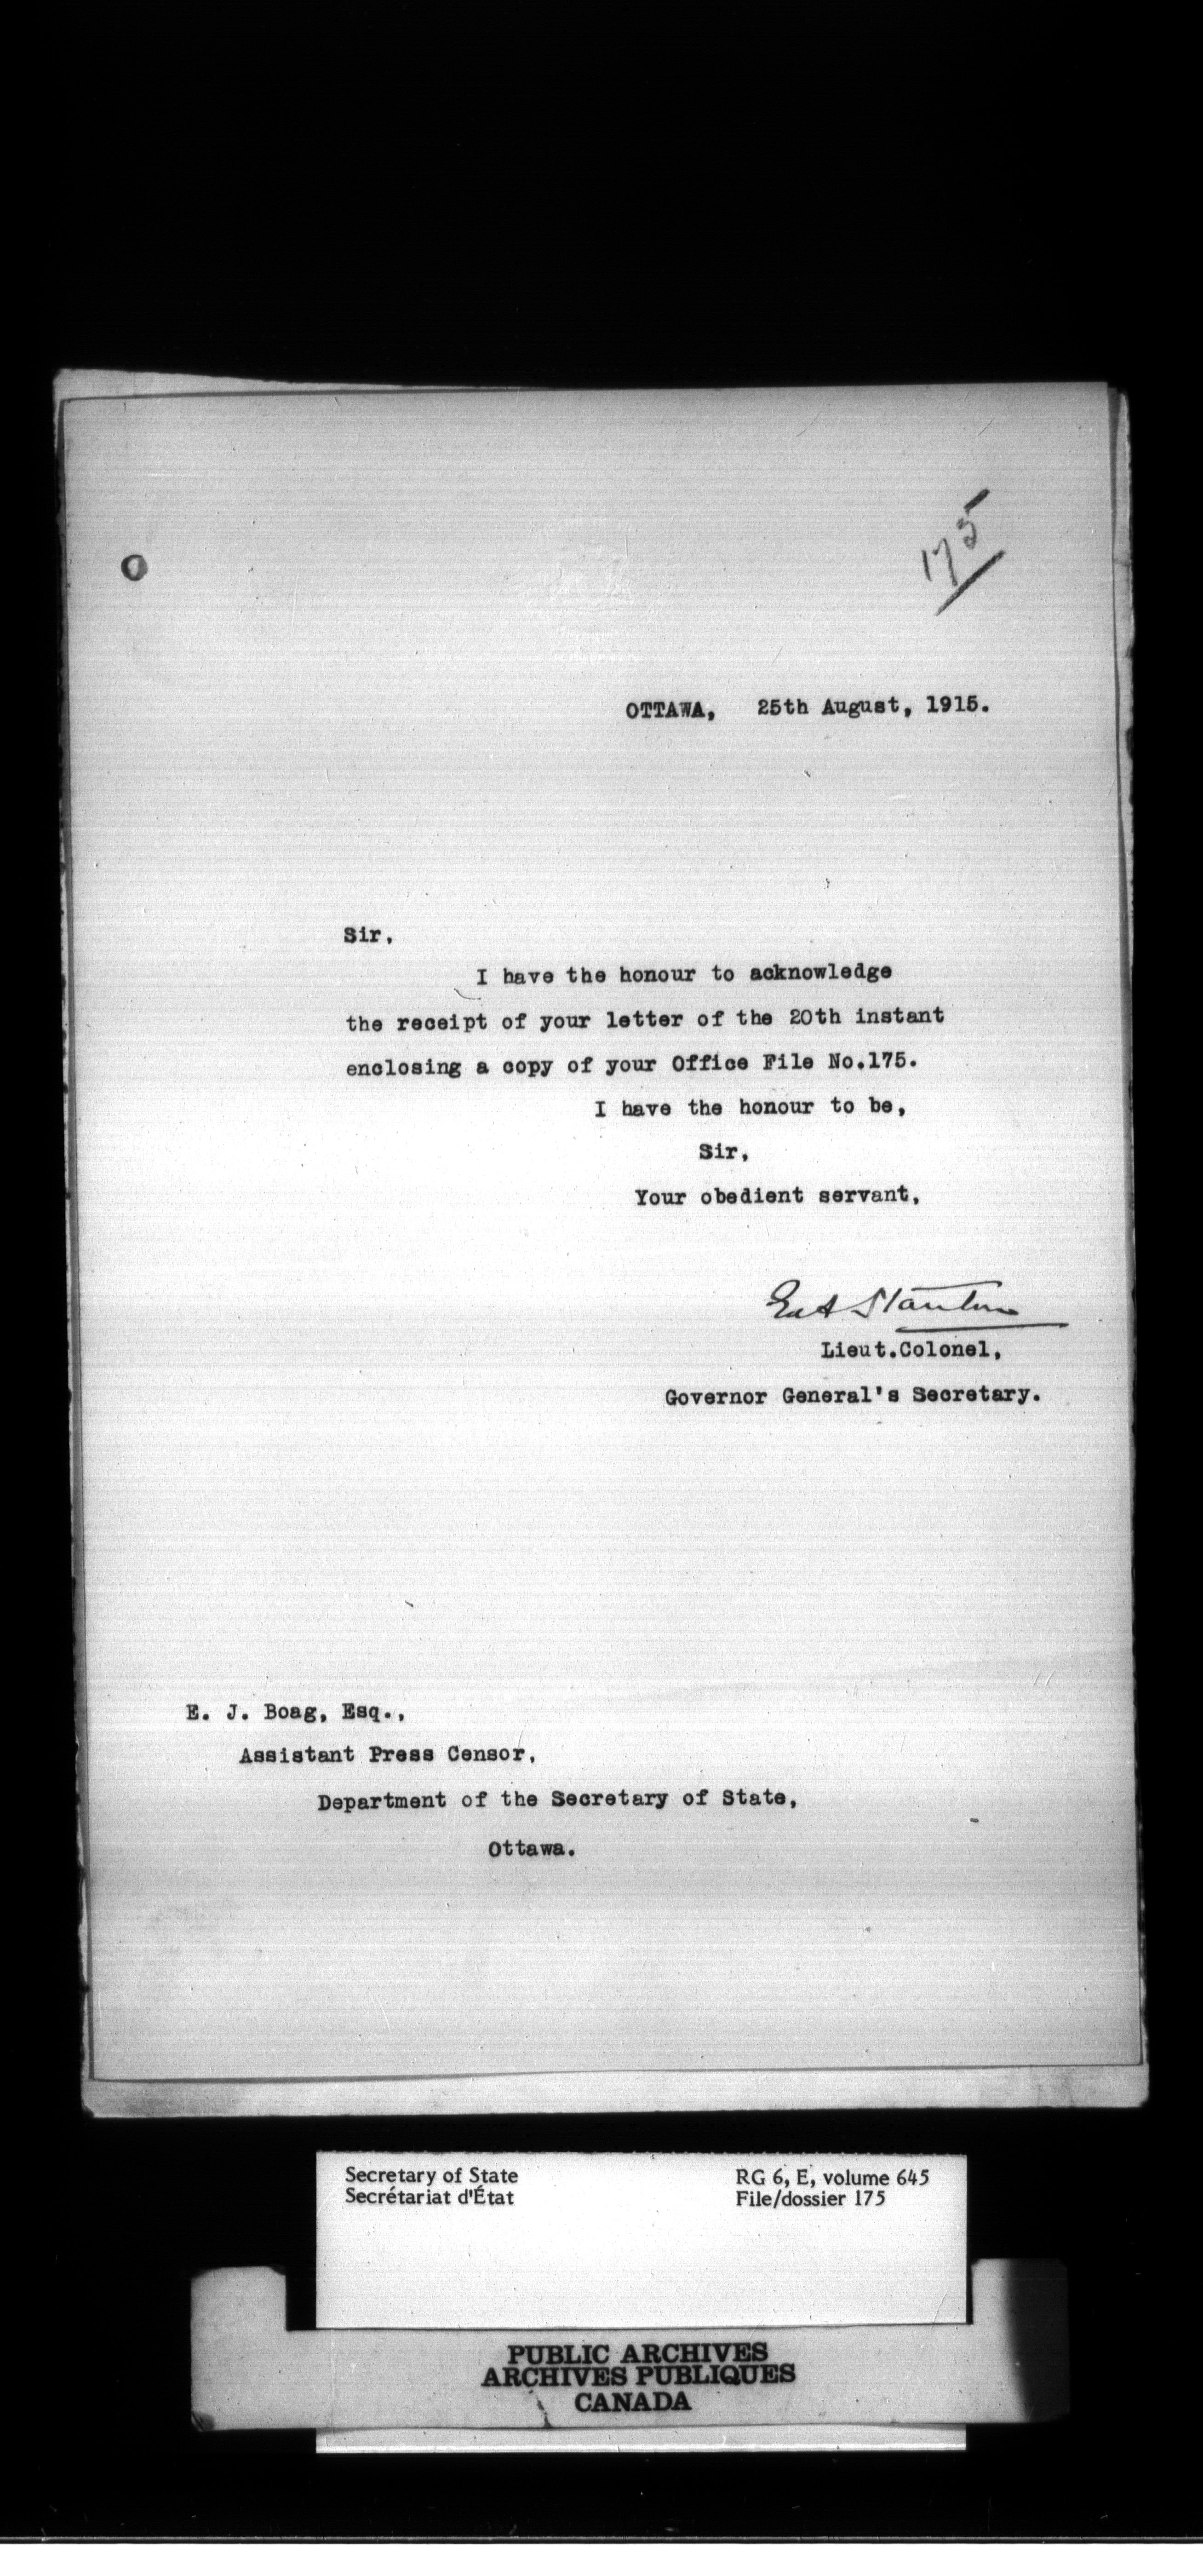 175
OTTAWA, 25th August, 1915.
Sir,
I have the honour to acknowledge
the receipt of your letter of the 20th instant
enclosing a copy of your Office File No.175.
I have the honour to be,
Sir,
Your obedient servant,
Stanton
Lieut.Colonel,
Governor General's Secretary.
E. J. Boag, Esq.,
Assistant Press Censor,
Department of the Secretary of State,
Ottawa.
Secretary of State
Secrétariat d'État
RG 6, E, volume 645
File/dossier 175
PUBLIC ARCHIVES
ARCHIVES PUBLIQUES
CANADA